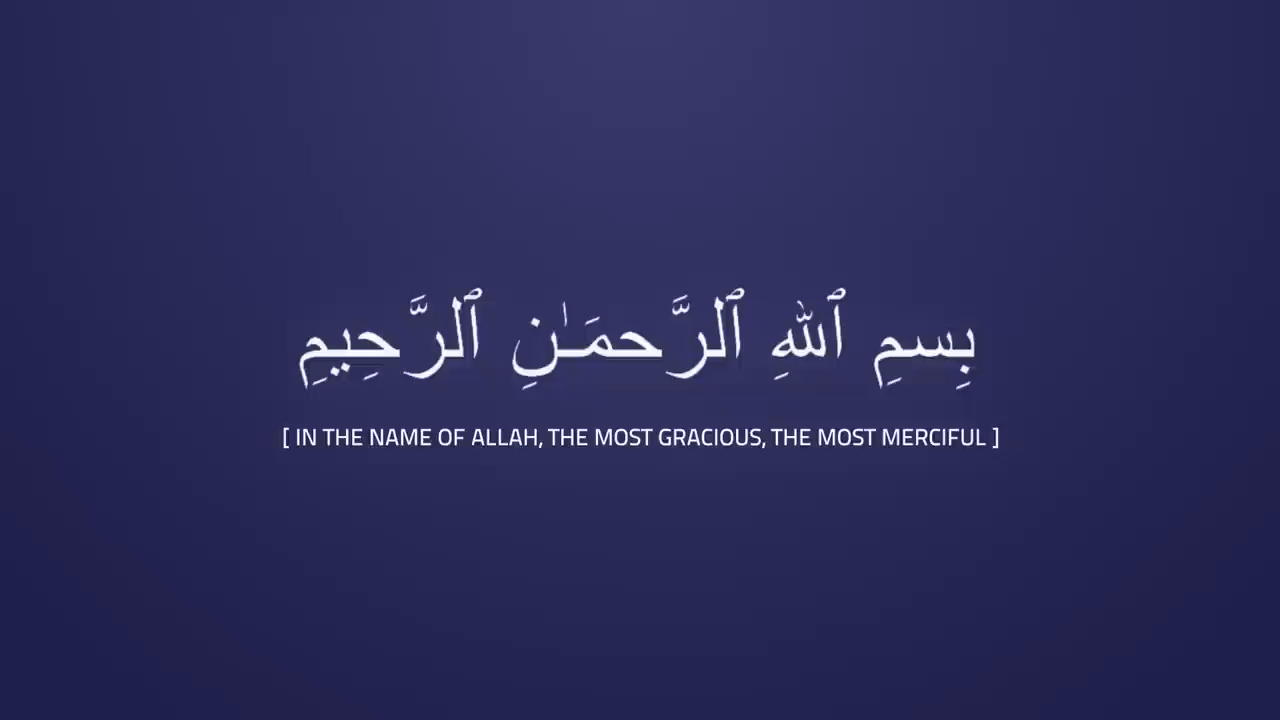 بِسمِ ٱللهِ ٱلرَّحمَـٰنِ ٱلرَّحِيمِ
[ IN THE NAME OF ALLAH, THE MOST GRACIOUS, THE MOST MERCIFUL ]